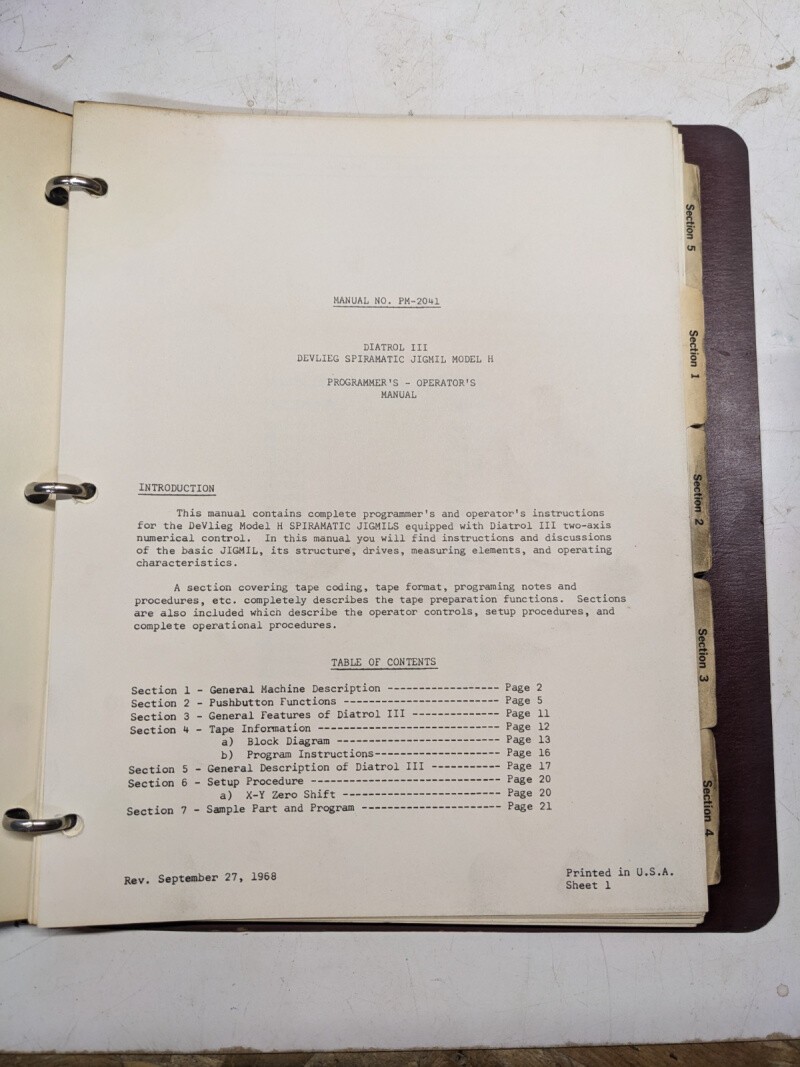 MANUAL NO. PM-2041
DIATROL III
DEVLIEG SPIRAMATIC JIGMIL MODEL H
PROGRAMMER'S - OPERATOR'S
MANUAL
INTRODUCTION
This manual contains complete programmer's and operator's instructions
for the DeVlieg Model H SPIRAMATIC JIGMILS equipped with Diatrol III two-axis
numerical control. In this manual you will find instructions and discussions
of the basic JIGMIL, its structure, drives, measuring elements, and operating
characteristics.
A section covering tape coding, tape format, programing notes and
procedures, etc. completely describes the tape preparation functions. Sections
are also included which describe the operator controls, setup procedures, and
complete operational procedures.
TABLE OF CONTENTS
Section 1 - General Machine Description ------------------ Page 2
Section 2 - Pushbutton Functions ------------------------- Page 5
Section 3 - General Features of Diatrol III -------------- Page 11
Section 4 - Tape Information ----------------------------- Page 12
a) Block Diagram -------------------------- Page 13
b) Program Instructions-------------------- Page 16
Section 5 - General Description of Diatrol III ----------- Page 17
Section 6 - Setup Procedure ------------------------------ Page 20
a) X-Y Zero Shift ------------------------- Page 20
Section 7 - Sample Part and Program ---------------------- Page 21
Rev. September 27, 1968
Printed in U.S.A.
Sheet 1
Section 5
Section 1
Section 2
Section 3
Section 4